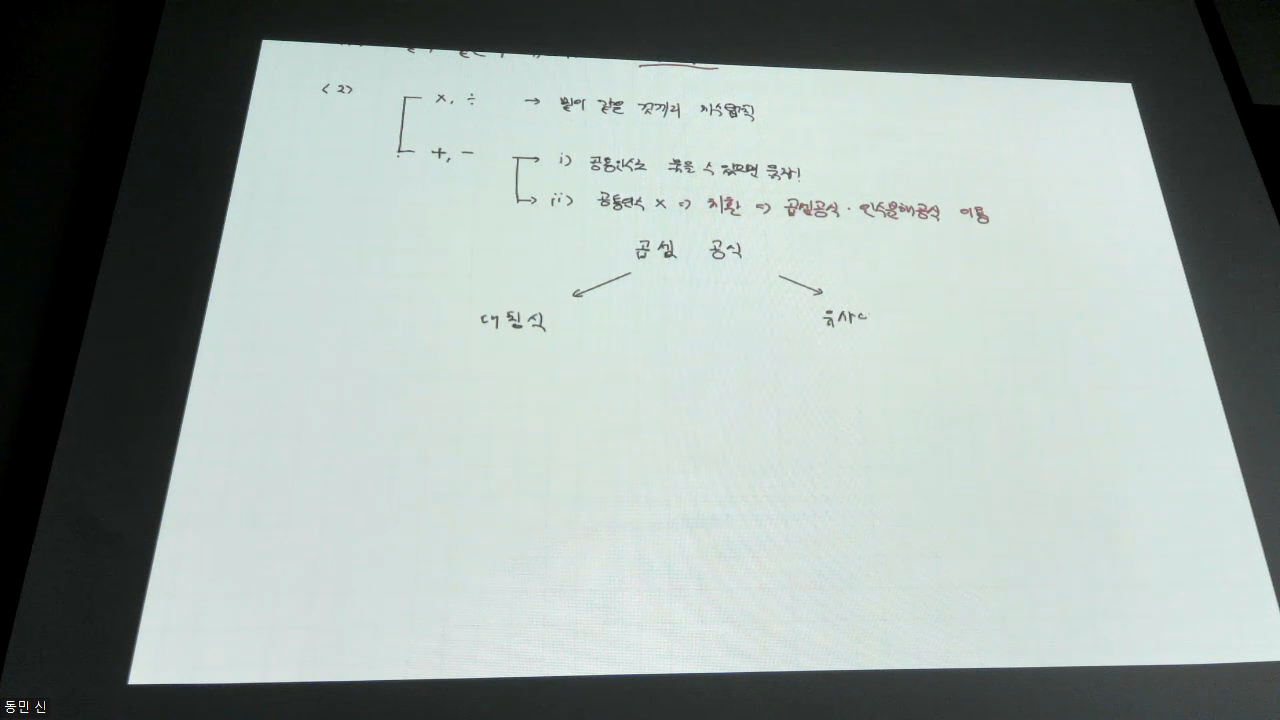 <2>
×, ÷ → 밑이 같은 것끼리 지수법칙
+, - → i) 공통인수로 묶을 수 있으면 묶자!
→ ii) 공통인수 × ⇒ 치환 ⇒ 곱셈공식 · 인수분해공식 이용
곱셈 공식
대칭식 유사
동민 신